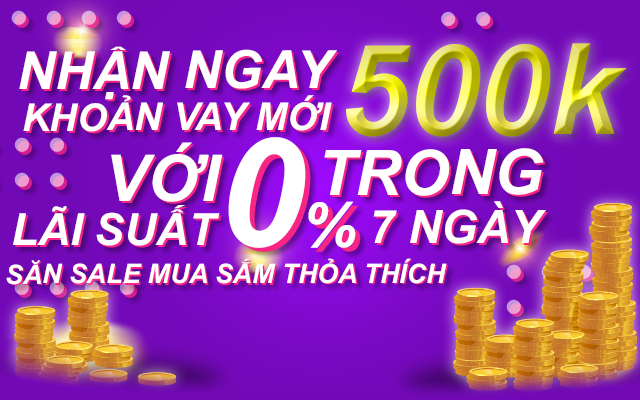 NHẬN NGAY 500k
KHOẢN VAY MỚI
VỚI 0% TRONG
LÃI SUẤT 7 NGÀY
SĂN SALE MUA SẮM THỎA THÍCH